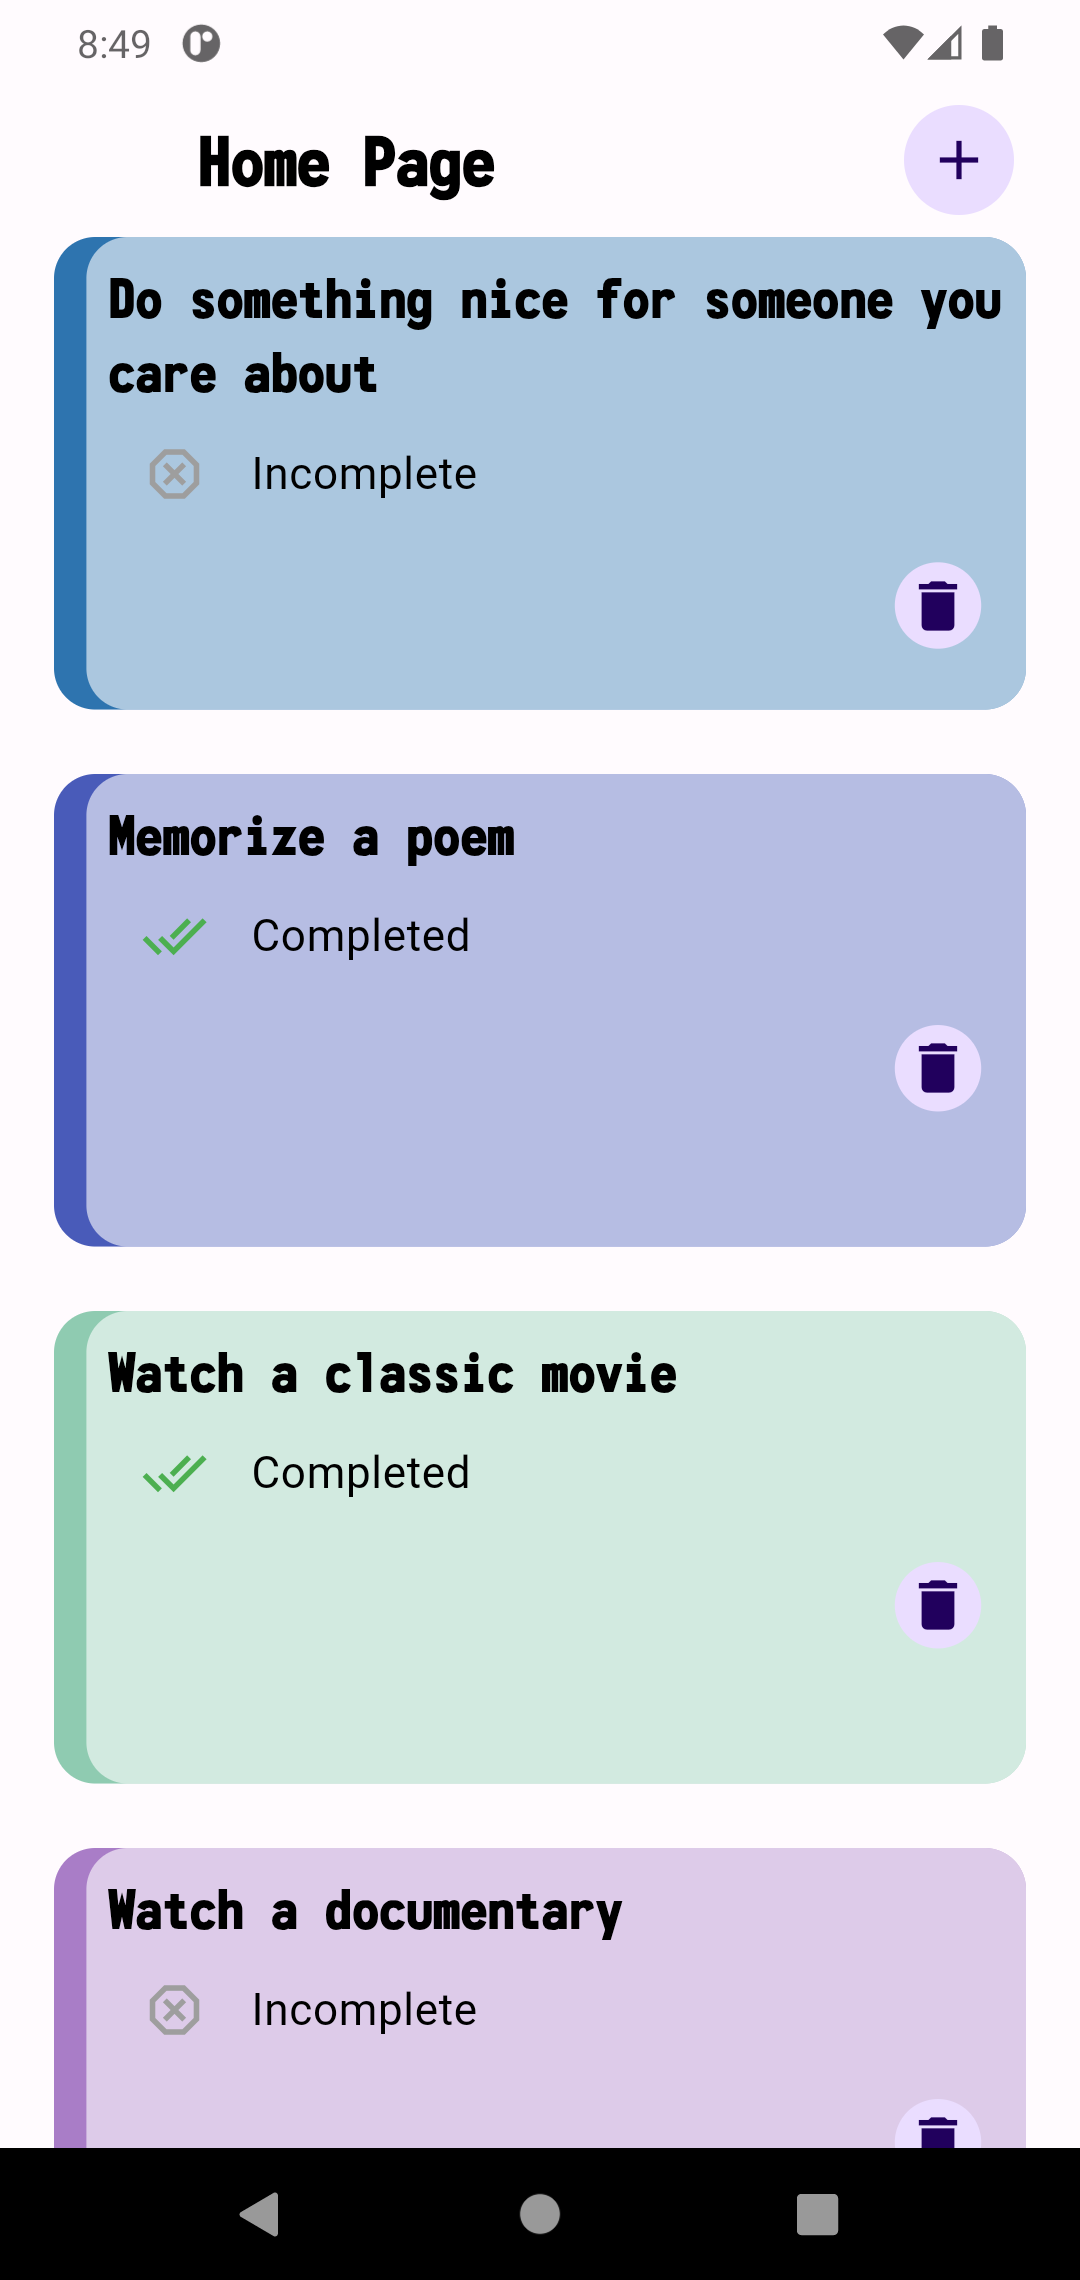 8:49
Home Page
Do something nice for someone you
care about
Incomplete
Memorize a poem
Completed
Watch a classic movie
Completed
Watch a documentary
Incomplete